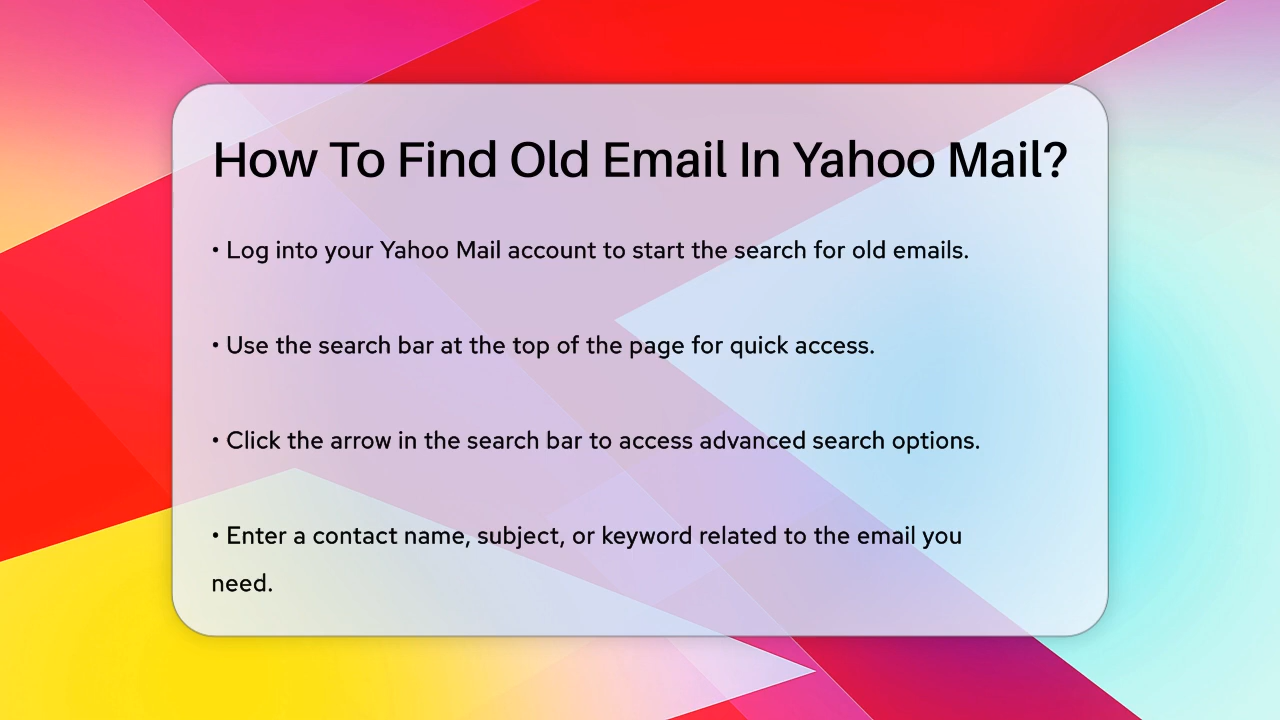 How To Find Old Email In Yahoo Mail?
• Log into your Yahoo Mail account to start the search for old emails.
• Use the search bar at the top of the page for quick access.
• Click the arrow in the search bar to access advanced search options.
• Enter a contact name, subject, or keyword related to the email you
need.